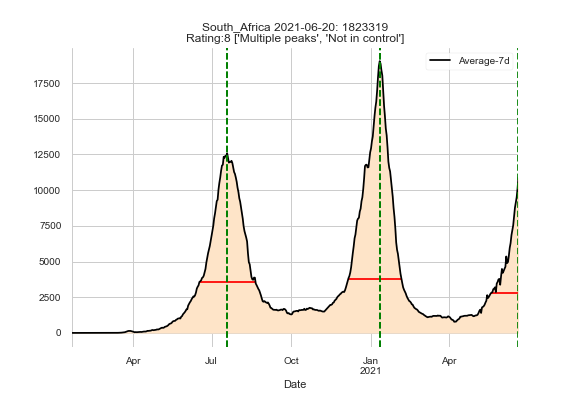 South_Africa 2021-06-20: 1823319
Rating:8 ['Multiple peaks', 'Not in control']
Average-7d
17500
15000
12500
10000
7500
5000
2500
0
Apr
Jul
Oct
Jan
2021
Apr
Date